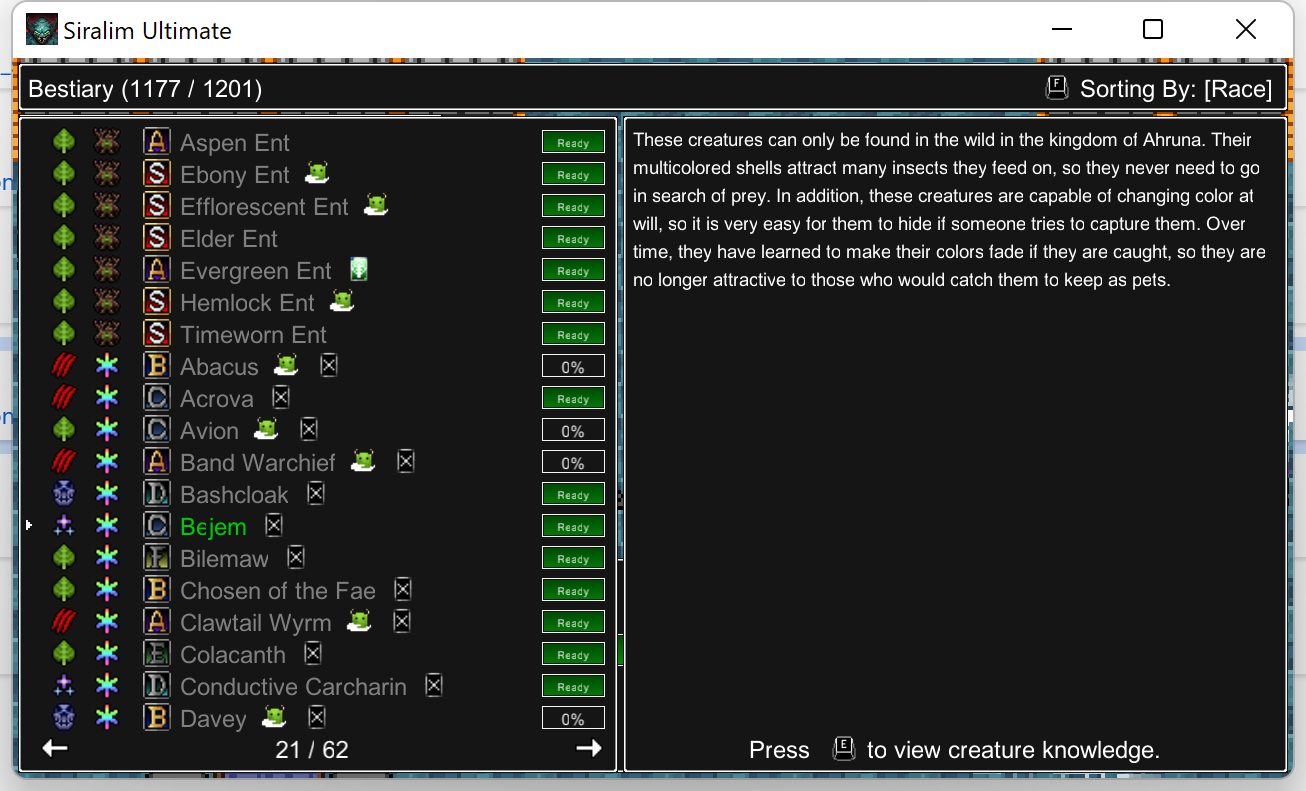 Siralim Ultimate
Bestiary (1177 / 1201)
F Sorting By: [Race]
A Aspen Ent Ready
S Ebony Ent Ready
S Efflorescent Ent Ready
S Elder Ent Ready
A Evergreen Ent Ready
S Hemlock Ent Ready
S Timeworn Ent Ready
B Abacus 0%
C Acrova Ready
C Avion 0%
A Band Warchief 0%
D Bashcloak Ready
C Bejem Ready
F Bilemaw Ready
B Chosen of the Fae Ready
A Clawtail Wyrm Ready
E Colacanth Ready
D Conductive Carcharin Ready
B Davey 0%
21 / 62
These creatures can only be found in the wild in the kingdom of Ahruna. Their
multicolored shells attract many insects they feed on, so they never need to go
in search of prey. In addition, these creatures are capable of changing color at
will, so it is very easy for them to hide if someone tries to capture them. Over
time, they have learned to make their colors fade if they are caught, so they are
no longer attractive to those who would catch them to keep as pets.
Press E to view creature knowledge.